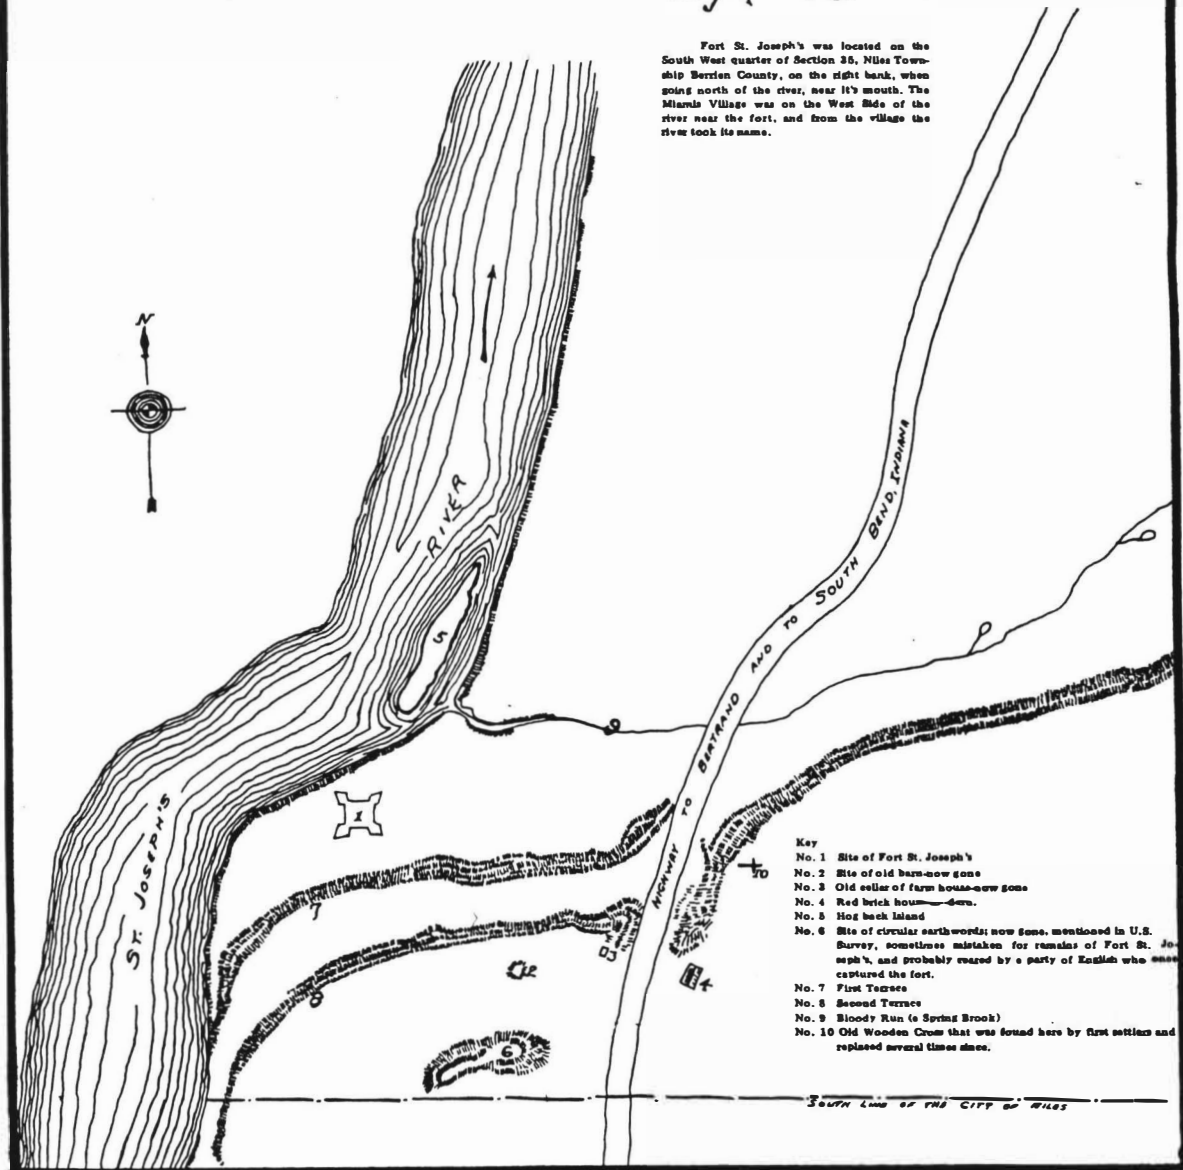 Fort St. Joseph's was located on the
South West quarter of Section 35, Niles Town-
ship Berrien County, on the right bank, when
going north of the river, near it's mouth. The
Miamis Village was on the West Side of the
river near the fort, and from the village the
river took its name.
N
RIVER
ST. JOSEPH'S
HIGHWAY TO BERTRAND AND TO SOUTH BEND, INDIANA
5
9
1
10
7
3
2
4
8
6
Key
No. 1 Site of Fort St. Joseph's
No. 2 Site of old barn-now gone
No. 3 Old cellar of farm house-now gone
No. 4 Red brick
No. 5 Hog back Island
No. 6 Site of circular earthwords; now gone, mentioned in U.S.
Survey, sometimes mistaken for remains of Fort St. Jo-
seph's, and probably reared by a party of English who once
captured the fort.
No. 7 First Terrace
No. 8 Second Terrace
No. 9 Bloody Run (a Spring Brook)
No. 10 Old Wooden Cross that was found here by first settlers and
replaced several times since.
SOUTH LINE OF THE CITY OF NILES